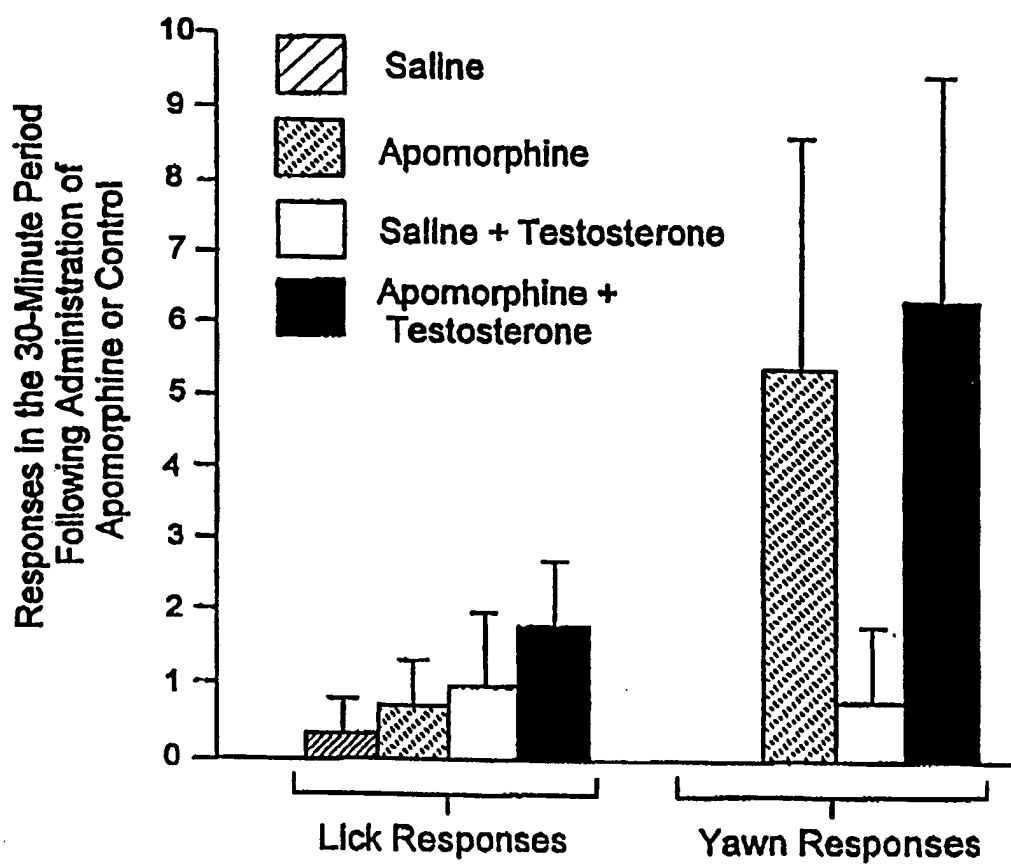 Responses in the 30-Minute Period
Following Administration of
Apomorphine or Control
10
9
8
7
6
5
4
3
2
1
0
Saline
Apomorphine
Saline + Testosterone
Apomorphine +
Testosterone
Lick Responses
Yawn Responses